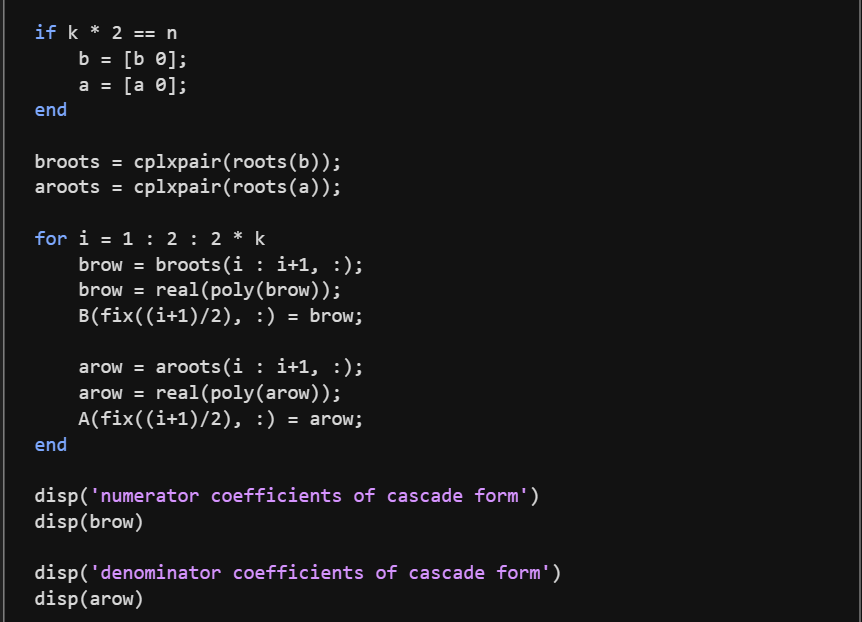 if k * 2 == n
    b = [b 0];
    a = [a 0];
end

broots = cplxpair(roots(b));
aroots = cplxpair(roots(a));

for i = 1 : 2 : 2 * k
    brow = broots(i : i+1, :);
    brow = real(poly(brow));
    B(fix((i+1)/2), :) = brow;

    arow = aroots(i : i+1, :);
    arow = real(poly(arow));
    A(fix((i+1)/2), :) = arow;
end

disp('numerator coefficients of cascade form')
disp(brow)

disp('denominator coefficients of cascade form')
disp(arow)